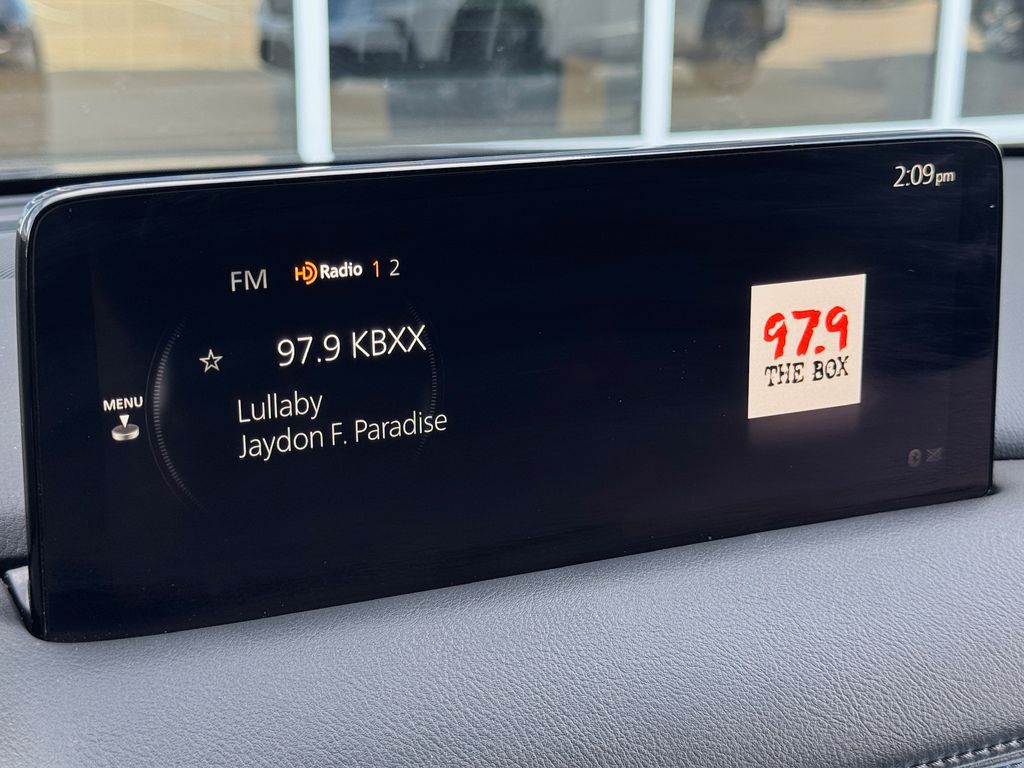 2:09pm
FM HD Radio 1 2
97.9 KBXX
97.9
THE BOX
MENU
Lullaby
Jaydon F. Paradise